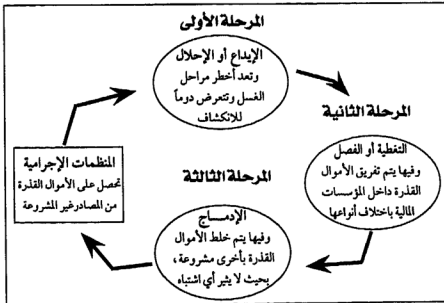 المرحلة الأولى
الإيداع أو الإحلال
وتعد أخطر مراحل
الغسل وتتعرض دوماً
للانكشاف
المرحلة الثانية
التغطية أو الفصل
وفيها يتم تفريق الأموال
القذرة داخل المؤسسات
المالية باختلاف أنواعها
المرحلة الثالثة
الإدماج
وفيها يتم خلط الأموال
القذرة بأخرى مشروعة،
بحيث لا يثير أي اشتباه
المنظمات الإجرامية
تحصل على الأموال القذرة
من المصادر غير المشروعة